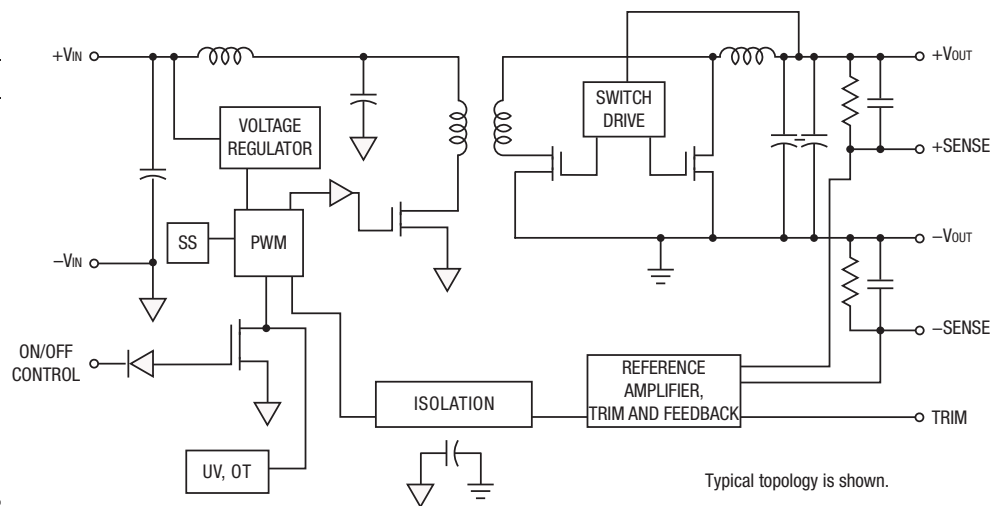 +VIN
+VOUT
SWITCH
DRIVE
VOLTAGE
REGULATOR
+SENSE
SS
PWM
−VOUT
−VIN
−SENSE
ON/OFF
CONTROL
REFERENCE
AMPLIFIER,
TRIM AND FEEDBACK
ISOLATION
TRIM
UV, OT
Typical topology is shown.